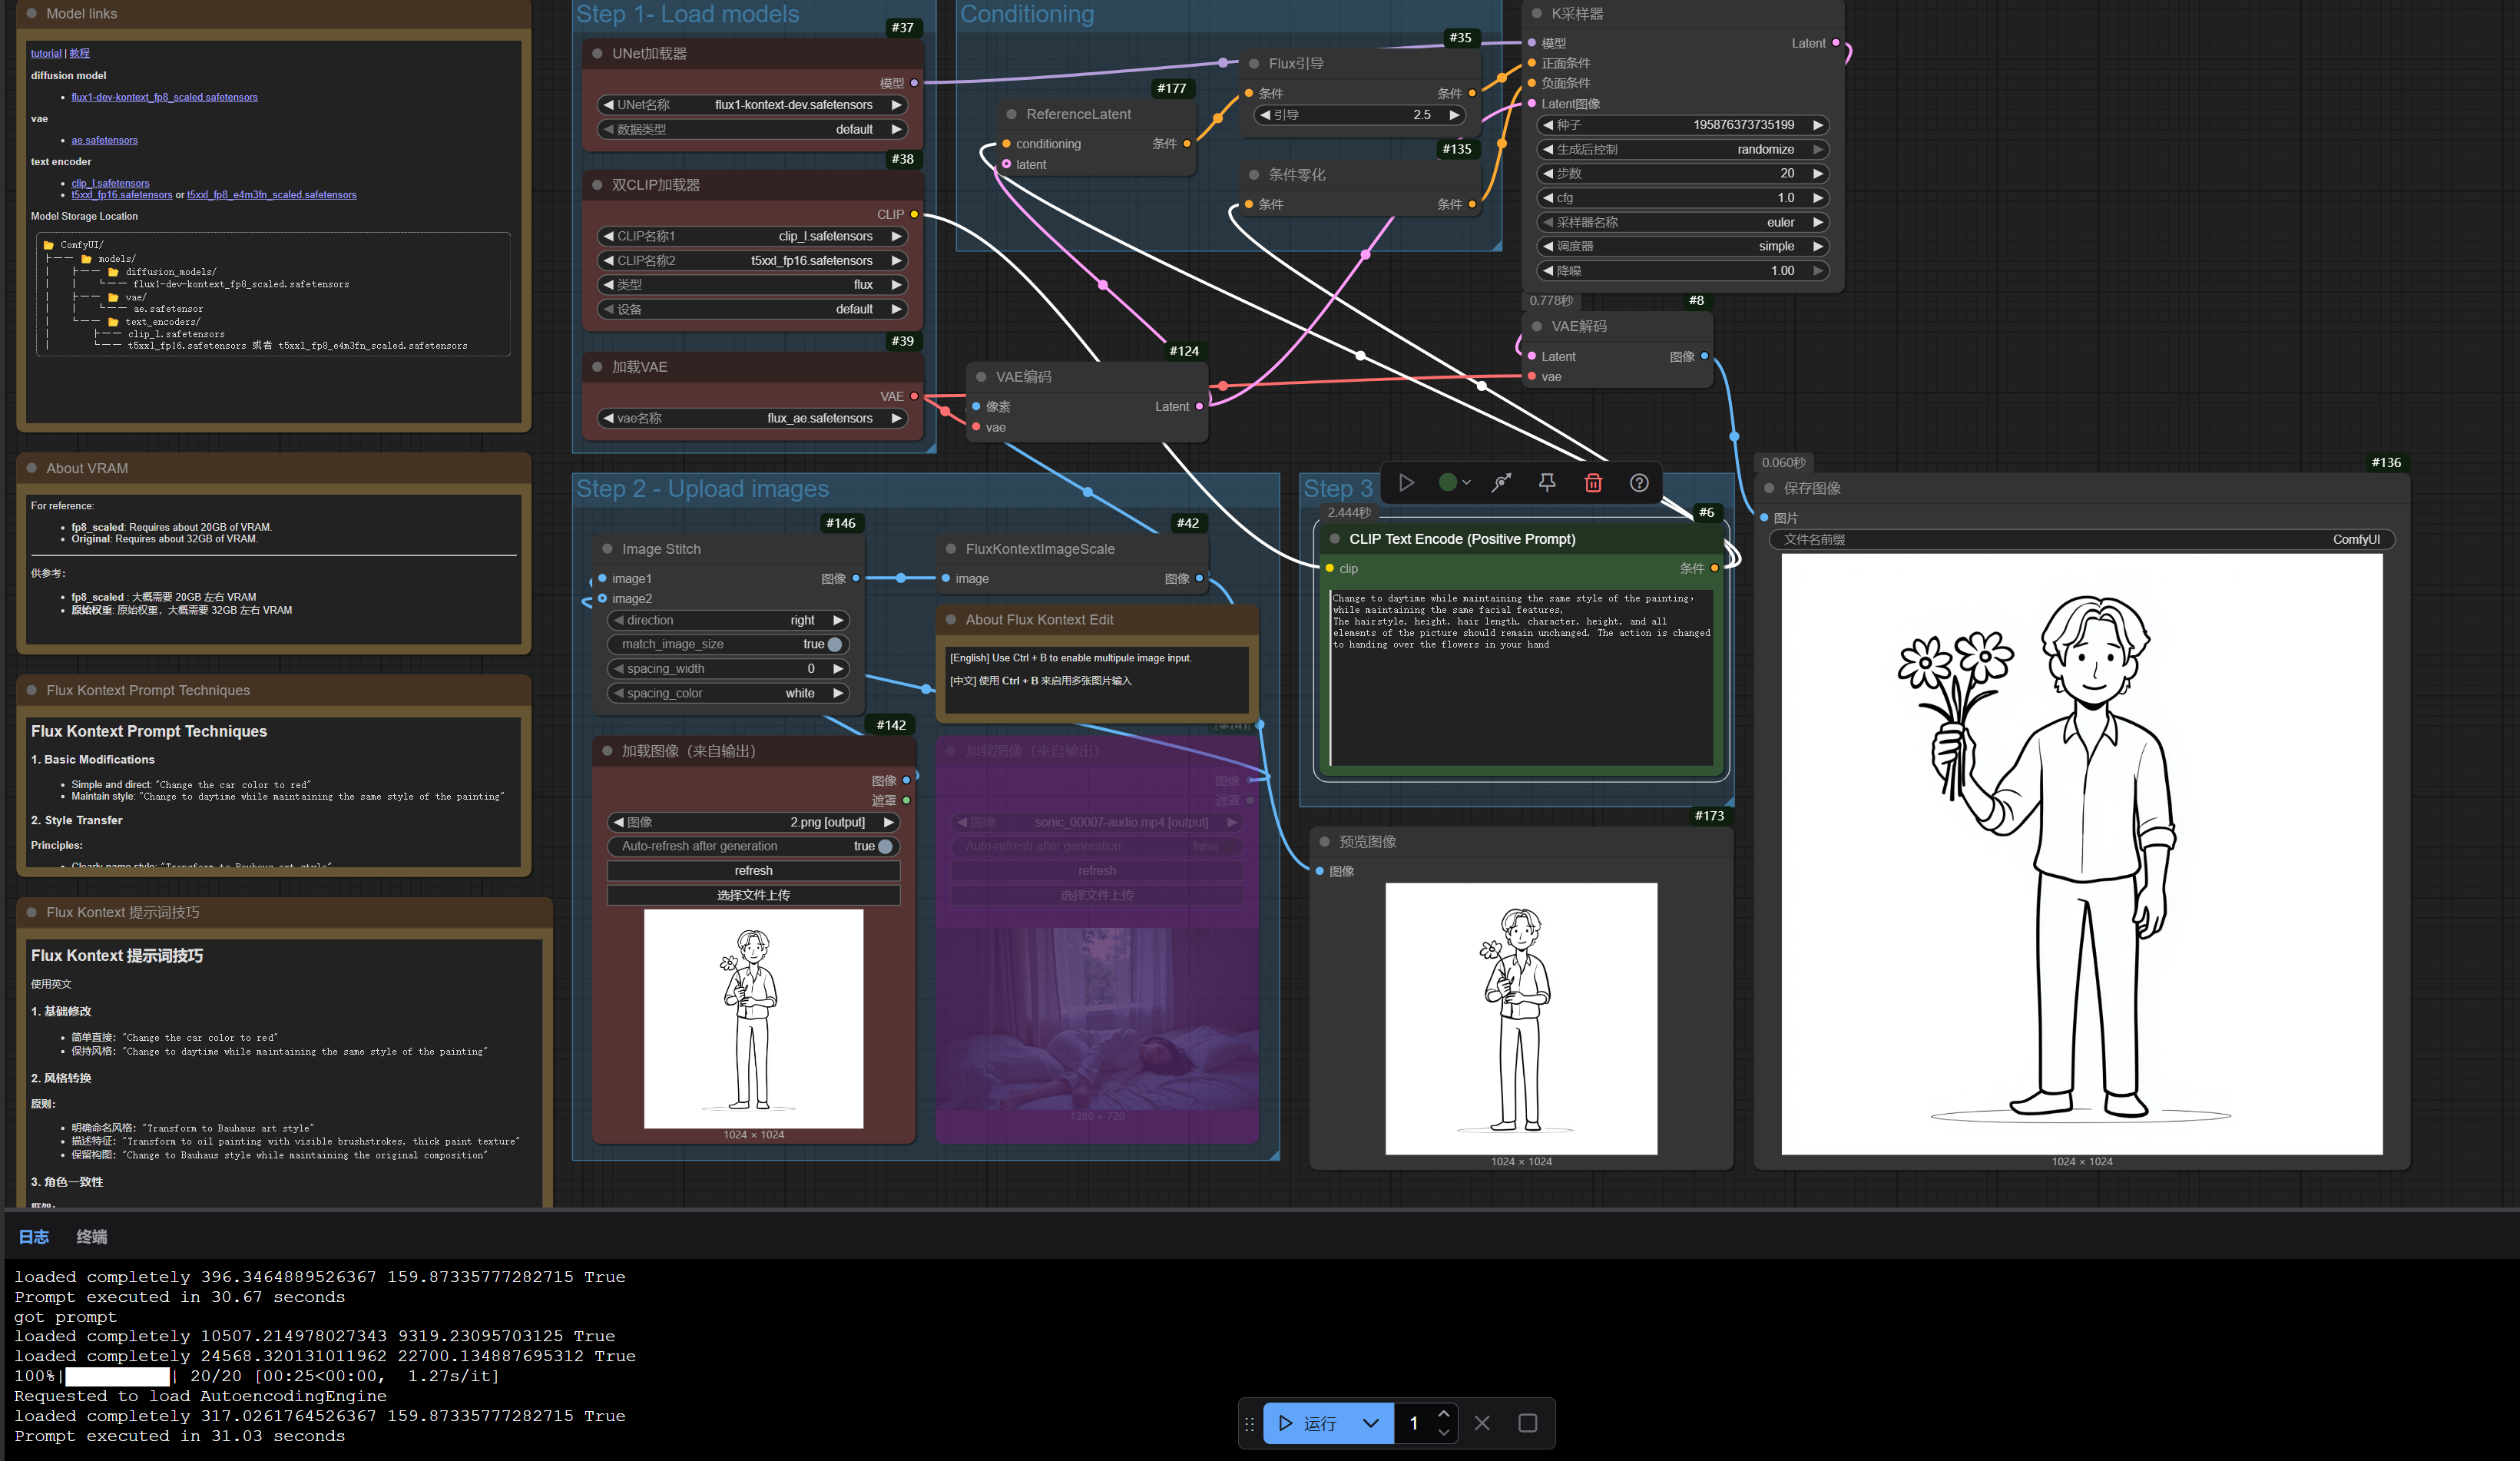 Model links
tutorial | 教程
diffusion model
flux1-dev-kontext_fp8_scaled.safetensors
vae
ae.safetensors
text encoder
clip_l.safetensors
t5xxl_fp16.safetensors or t5xxl_fp8_e4m3fn_scaled.safetensors
Model Storage Location
ComfyUI/
models/
diffusion_models/
flux1-dev-kontext_fp8_scaled.safetensors
vae/
ae.safetensor
text_encoders/
clip_l.safetensors
t5xxl_fp16.safetensors 或者 t5xxl_fp8_e4m3fn_scaled.safetensors
About VRAM
For reference:
fp8_scaled: Requires about 20GB of VRAM.
Original: Requires about 32GB of VRAM.
供参考:
fp8_scaled : 大概需要 20GB 左右 VRAM
原始权重: 原始权重，大概需要 32GB 左右 VRAM
Flux Kontext Prompt Techniques
Flux Kontext Prompt Techniques
1. Basic Modifications
Simple and direct: "Change the car color to red"
Maintain style: "Change to daytime while maintaining the same style of the painting"
2. Style Transfer
Principles:
Clearly name style: "Transform to Bauhaus art style"
Flux Kontext 提示词技巧
Flux Kontext 提示词技巧
使用英文
1. 基础修改
简单直接: "Change the car color to red"
保持风格: "Change to daytime while maintaining the same style of the painting"
2. 风格转换
原则:
明确命名风格: "Transform to Bauhaus art style"
描述特征: "Transform to oil painting with visible brushstrokes, thick paint texture"
保留构图: "Change to Bauhaus style while maintaining the original composition"
3. 角色一致性
框架:
Step 1- Load models
#37
UNet加载器
模型
UNet名称 flux1-kontext-dev.safetensors
数据类型 default
#38
双CLIP加载器
CLIP
CLIP名称1 clip_l.safetensors
CLIP名称2 t5xxl_fp16.safetensors
类型 flux
设备 default
#39
加载VAE
VAE
vae名称 flux_ae.safetensors
Conditioning
#35
Flux引导
条件 条件
引导 2.5
#177
ReferenceLatent
conditioning 条件
latent
#135
条件零化
条件 条件
#124
VAE编码
像素 Latent
vae
K采样器
模型 Latent
正面条件
负面条件
Latent图像
种子 195876373735199
生成后控制 randomize
步数 20
cfg 1.0
采样器名称 euler
调度器 simple
降噪 1.00
0.778秒 #8
VAE解码
Latent 图像
vae
Step 2 - Upload images
#146
Image Stitch
image1 图像
image2
direction right
match_image_size true
spacing_width 0
spacing_color white
#42
FluxKontextImageScale
image 图像
About Flux Kontext Edit
[English] Use Ctrl + B to enable multipule image input.
[中文] 使用 Ctrl + B 来启用多张图片输入
#142
加载图像（来自输出）
图像
遮罩
图像 2.png [output]
Auto-refresh after generation true
refresh
选择文件上传
1024 × 1024
加载图像（来自输出）
图像
遮罩
图像 sonic_00007-audio.mp4 [output]
Auto-refresh after generation false
refresh
选择文件上传
1280 × 720
Step 3
2.444秒 #6
CLIP Text Encode (Positive Prompt)
clip 条件
Change to daytime while maintaining the same style of the painting,
while maintaining the same facial features,
The hairstyle, height, hair length, character, height, and all
elements of the picture should remain unchanged. The action is changed
to handing over the flowers in your hand
#173
预览图像
图像
1024 × 1024
0.060秒 #136
保存图像
图片
文件名前缀 ComfyUI
1024 × 1024
日志 终端
loaded completely 396.3464889526367 159.87335777282715 True
Prompt executed in 30.67 seconds
got prompt
loaded completely 10507.214978027343 9319.23095703125 True
loaded completely 24568.320131011962 22700.134887695312 True
100%| | 20/20 [00:25<00:00, 1.27s/it]
Requested to load AutoencodingEngine
loaded completely 317.0261764526367 159.87335777282715 True
Prompt executed in 31.03 seconds
运行 1